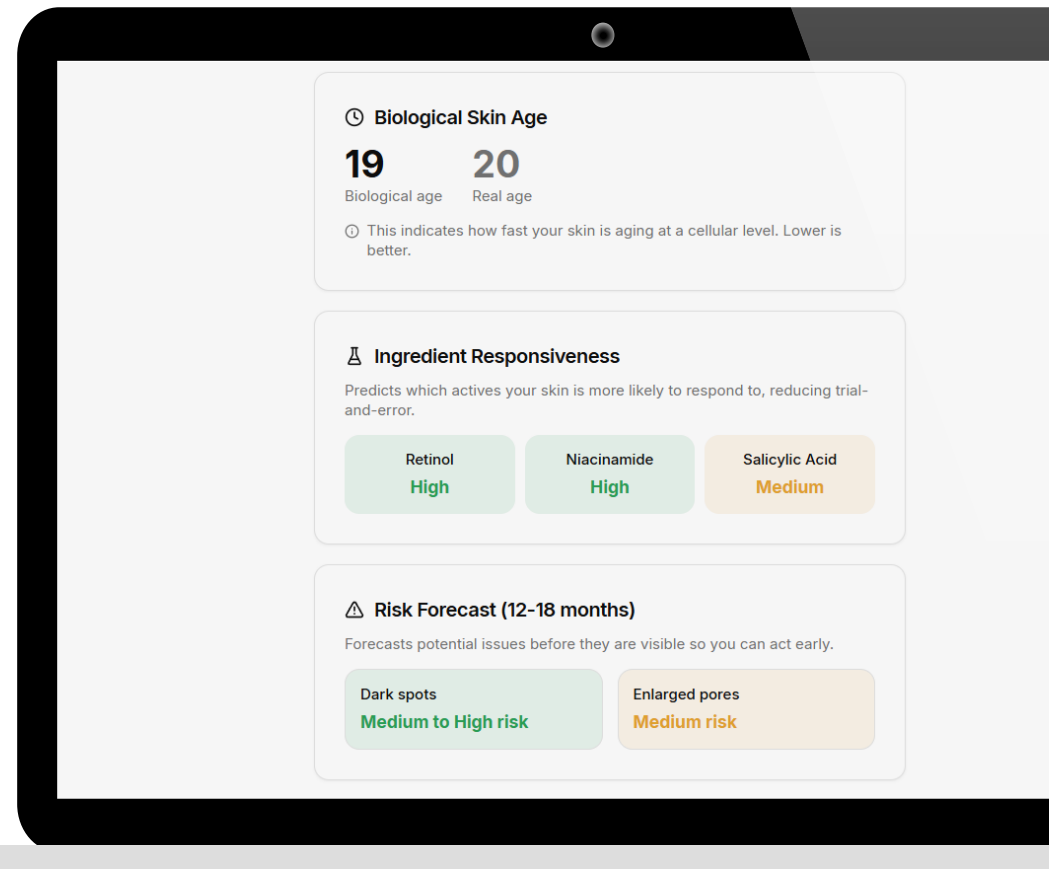 Biological Skin Age
19 20
Biological age Real age
This indicates how fast your skin is aging at a cellular level. Lower is
better.
Ingredient Responsiveness
Predicts which actives your skin is more likely to respond to, reducing trial-
and-error.
Retinol Niacinamide Salicylic Acid
High High Medium
Risk Forecast (12-18 months)
Forecasts potential issues before they are visible so you can act early.
Dark spots Enlarged pores
Medium to High risk Medium risk